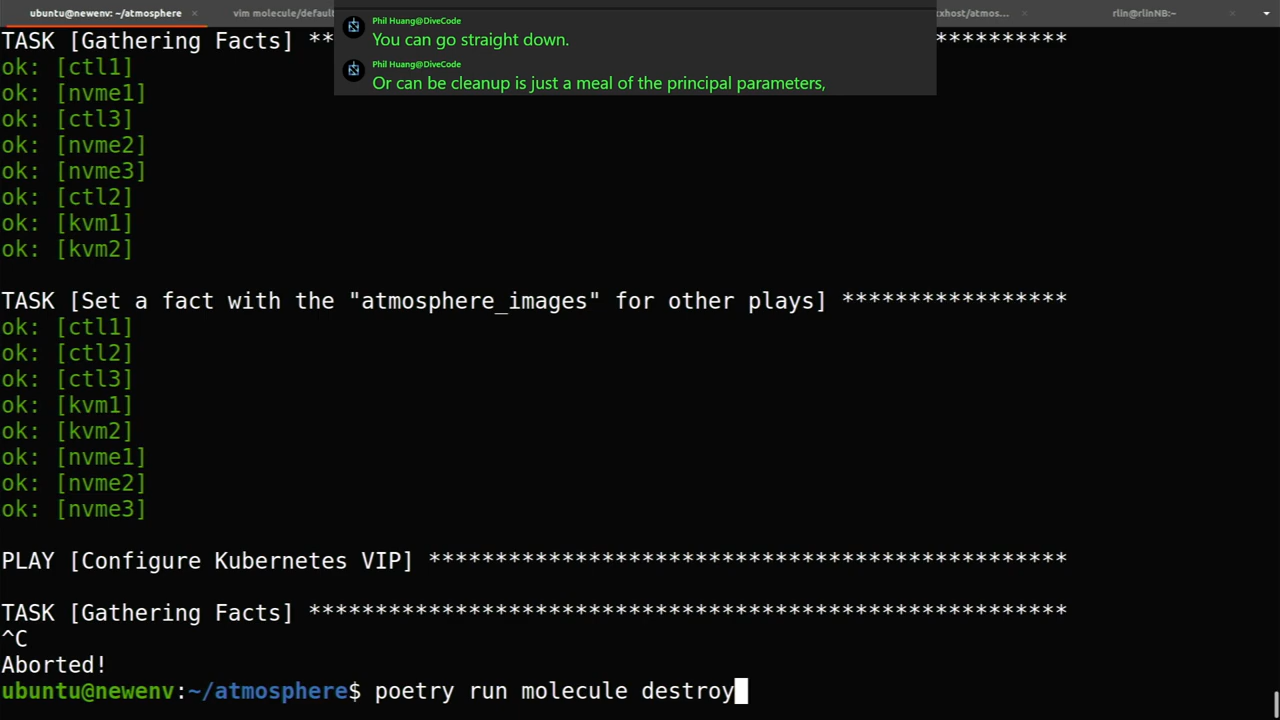 ubuntu@newenv: ~/atmosphere × vim molecule/default xxhost/atmos... × rlin@rlinNB:~ ×
Phil Huang@DiveCode
You can go straight down.
Phil Huang@DiveCode
Or can be cleanup is just a meal of the principal parameters,
TASK [Gathering Facts] ** **********
ok: [ctl1]
ok: [nvme1]
ok: [ctl3]
ok: [nvme2]
ok: [nvme3]
ok: [ctl2]
ok: [kvm1]
ok: [kvm2]
TASK [Set a fact with the "atmosphere_images" for other plays] *****************
ok: [ctl1]
ok: [ctl2]
ok: [ctl3]
ok: [kvm1]
ok: [kvm2]
ok: [nvme1]
ok: [nvme2]
ok: [nvme3]
PLAY [Configure Kubernetes VIP] ************************************************
TASK [Gathering Facts] *********************************************************
^C
Aborted!
ubuntu@newenv:~/atmosphere$ poetry run molecule destroy